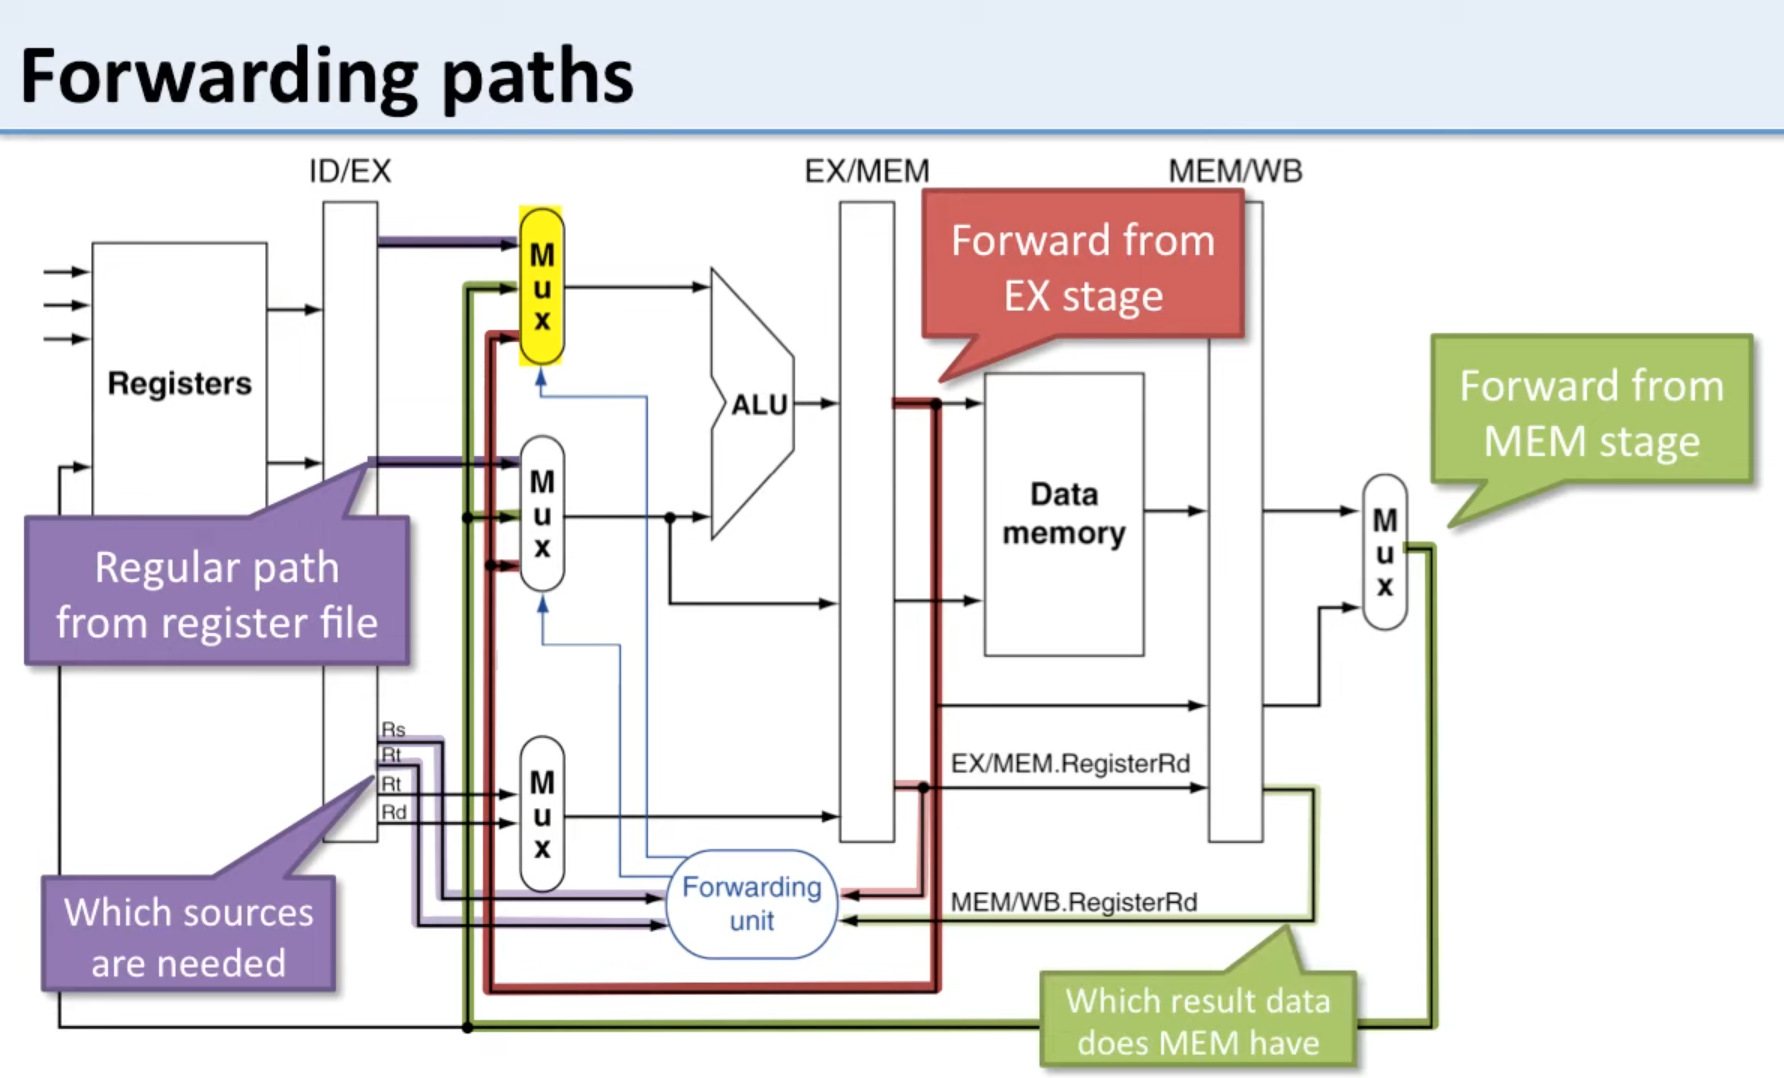 Forwarding paths
ID/EX
EX/MEM
MEM/WB
Forward from
EX stage
Forward from
MEM stage
M
u
x
Registers
ALU
M
u
x
Data
memory
M
u
x
Regular path
from register file
Rs
Rt
Rt
Rd
M
u
x
EX/MEM.RegisterRd
Forwarding
unit
MEM/WB.RegisterRd
Which sources
are needed
Which result data
does MEM have